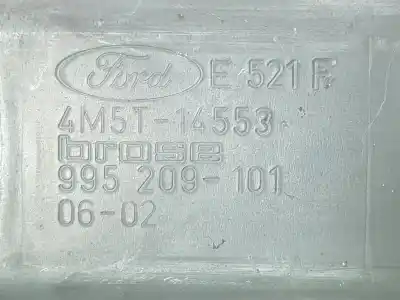 Ford E 521 F
4M5T-14553
brose
995 209-101
06-02